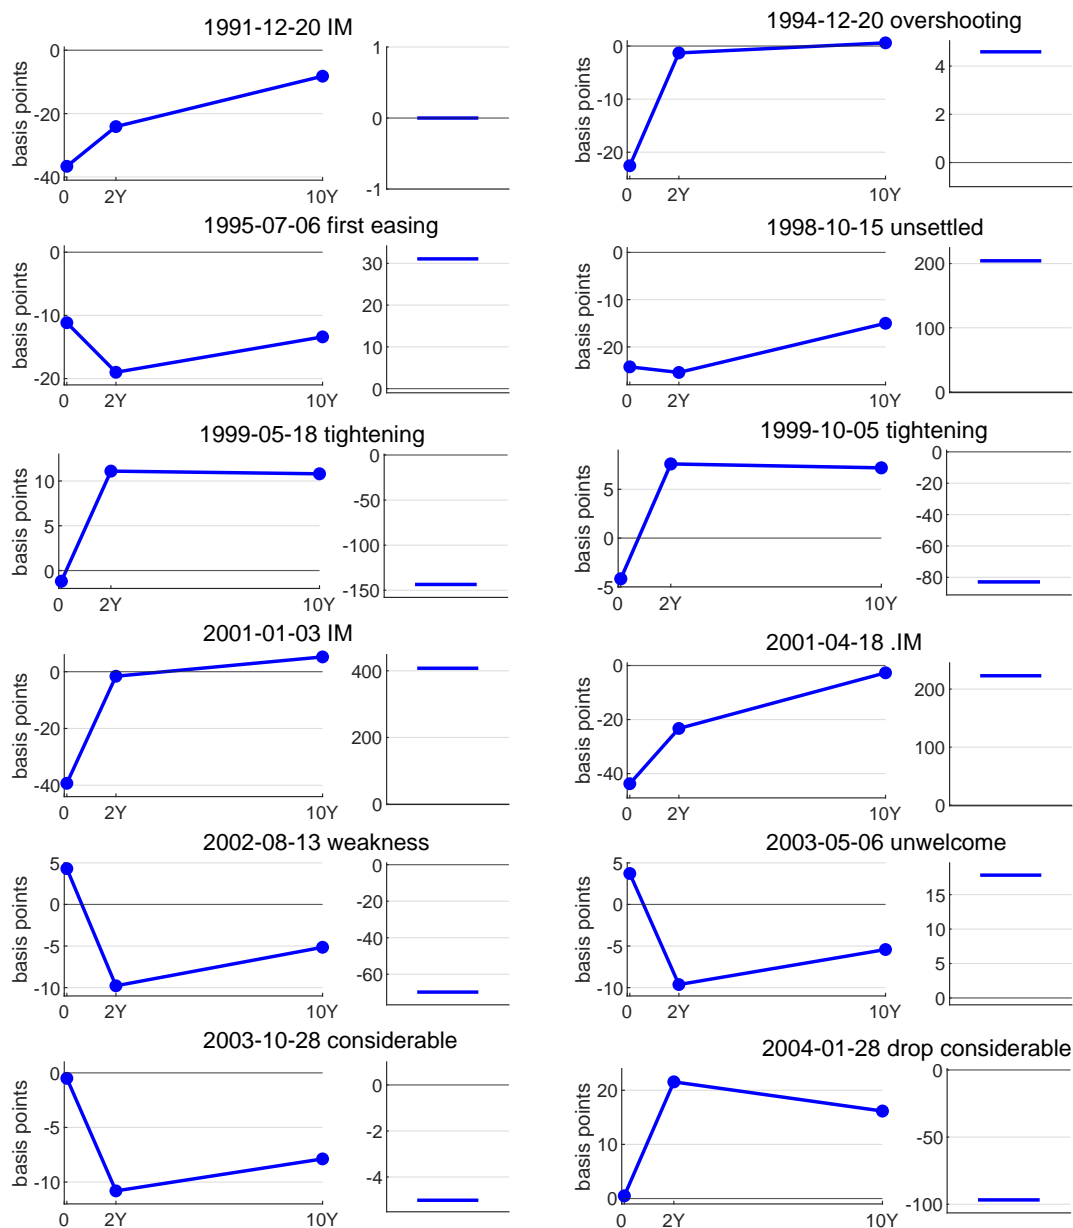 1991-12-20 IM
basis points
0
-20
-40
0
2Y
10Y
1
0
-1
1994-12-20 overshooting
basis points
0
-10
-20
0
2Y
10Y
4
2
0
1995-07-06 first easing
basis points
0
-10
-20
0
2Y
10Y
30
20
10
0
1998-10-15 unsettled
basis points
0
-10
-20
0
2Y
10Y
200
100
0
1999-05-18 tightening
basis points
10
5
0
0
2Y
10Y
0
-50
-100
-150
1999-10-05 tightening
basis points
5
0
-5
0
2Y
10Y
0
-20
-40
-60
-80
2001-01-03 IM
basis points
0
-20
-40
0
2Y
10Y
400
200
0
2001-04-18 .IM
basis points
0
-20
-40
0
2Y
10Y
200
100
0
2002-08-13 weakness
basis points
5
0
-5
-10
0
2Y
10Y
0
-20
-40
-60
2003-05-06 unwelcome
basis points
5
0
-5
-10
0
2Y
10Y
15
10
5
0
2003-10-28 considerable
basis points
0
-5
-10
0
2Y
10Y
0
-2
-4
2004-01-28 drop considerable
basis points
20
10
0
0
2Y
10Y
0
-50
-100